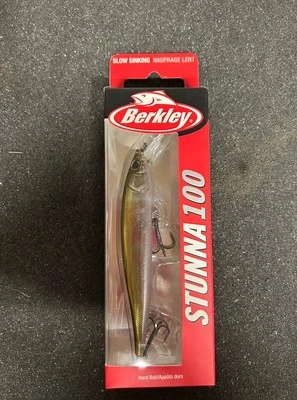 SLOW SINKING NAUFRAGE LENT
Berkley
STUNNA 100
Hard Bait/Appâts durs